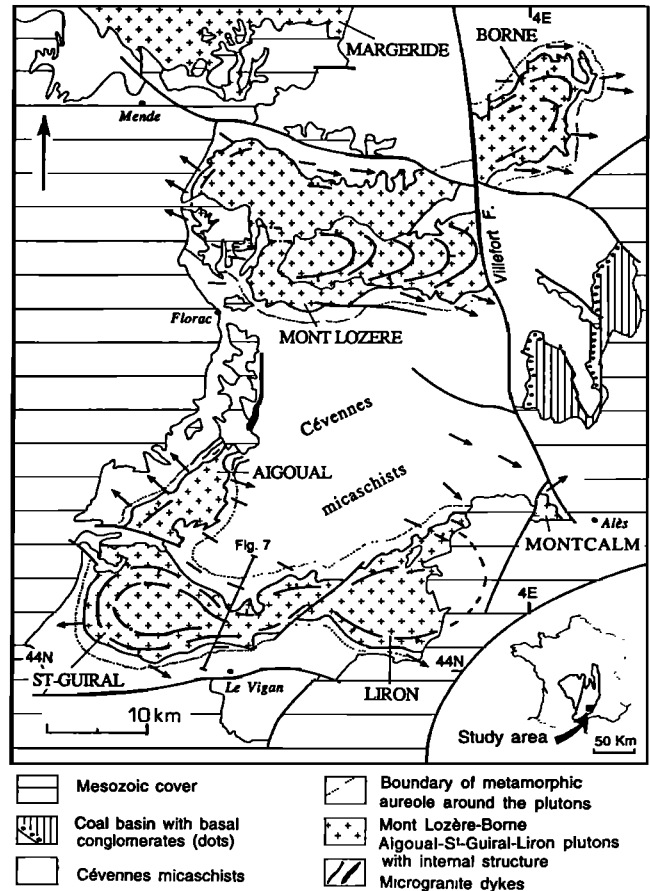 4E
MARGERIDE
BORNE
Mende
Villefort F.
Florac
MONT LOZERE
Cévennes
micaschists
AIGOUAL
Fig. 7
MONTCALM
Alès
4E
44N
ST-GUIRAL
Le Vigan
44N
LIRON
10 km
Study area
50 Km
Mesozoic cover
Coal basin with basal
conglomerates (dots)
Cévennes micaschists
Boundary of metamorphic
aureole around the plutons
Mont Lozère-Borne
Aigoual-St-Guiral-Liron plutons
with internal structure
Microgranite dykes